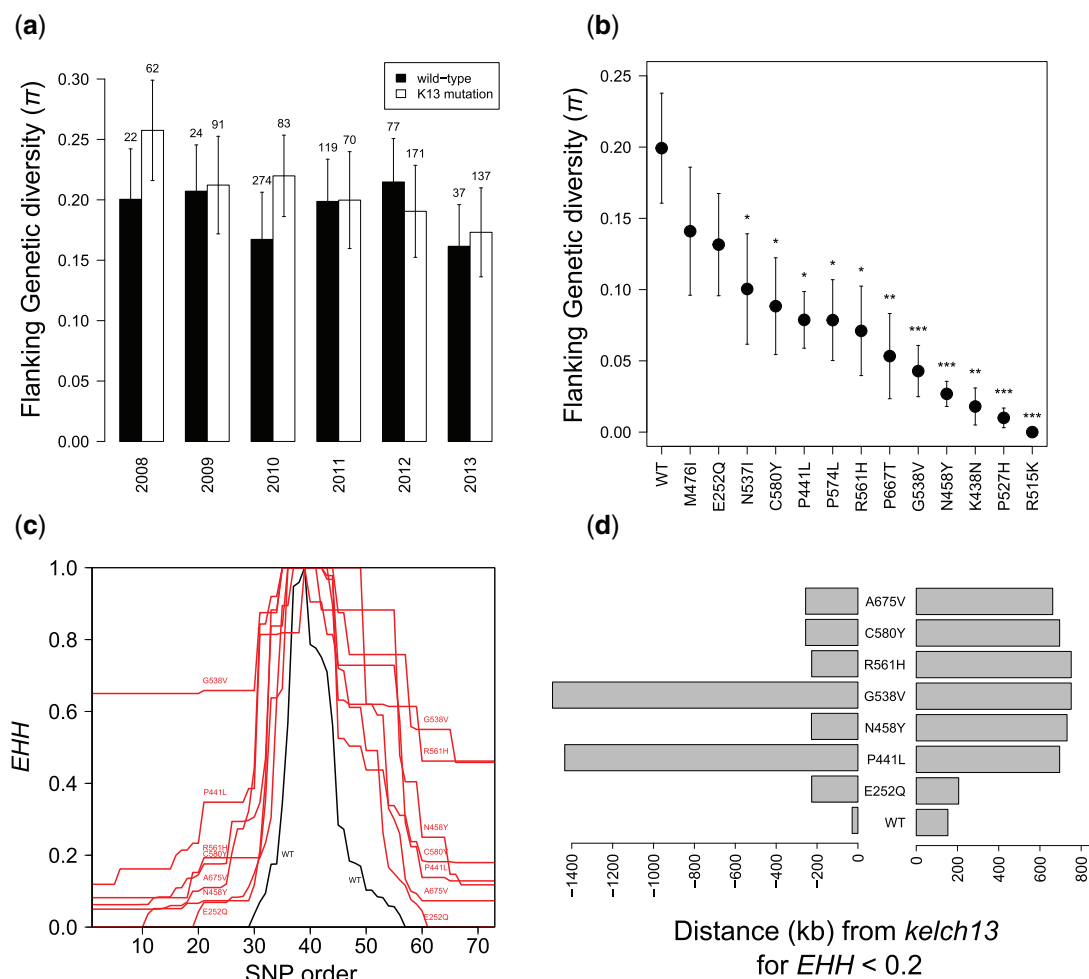 (a)
62
wild−type
K13 mutation
22
24
91
274
83
119
70
77
171
37
137
0.30
0.25
0.20
0.15
0.10
0.05
0.00
Flanking Genetic diversity (π)
2008
2009
2010
2011
2012
2013
(b)
0.25
0.20
0.15
0.10
0.05
0.00
Flanking Genetic diversity (π)
*
*
*
*
*
**
***
***
**
***
***
WT
M476I
E252Q
N537I
C580Y
P441L
P574L
R561H
P667T
G538V
N458Y
K438N
P527H
R515K
(c)
1.0
0.8
0.6
0.4
0.2
0.0
EHH
G538V
P441L
R561H
C580Y
A675V
N458Y
E252Q
WT
WT
G538V
R561H
N458Y
C580Y
P441L
A675V
E252Q
10
20
30
40
50
60
70
SNP order
(d)
A675V
C580Y
R561H
G538V
N458Y
P441L
E252Q
WT
−1400
−1000
−800
−600
−400
−200
0
0
200
400
600
800
Distance (kb) from kelch13
for EHH < 0.2